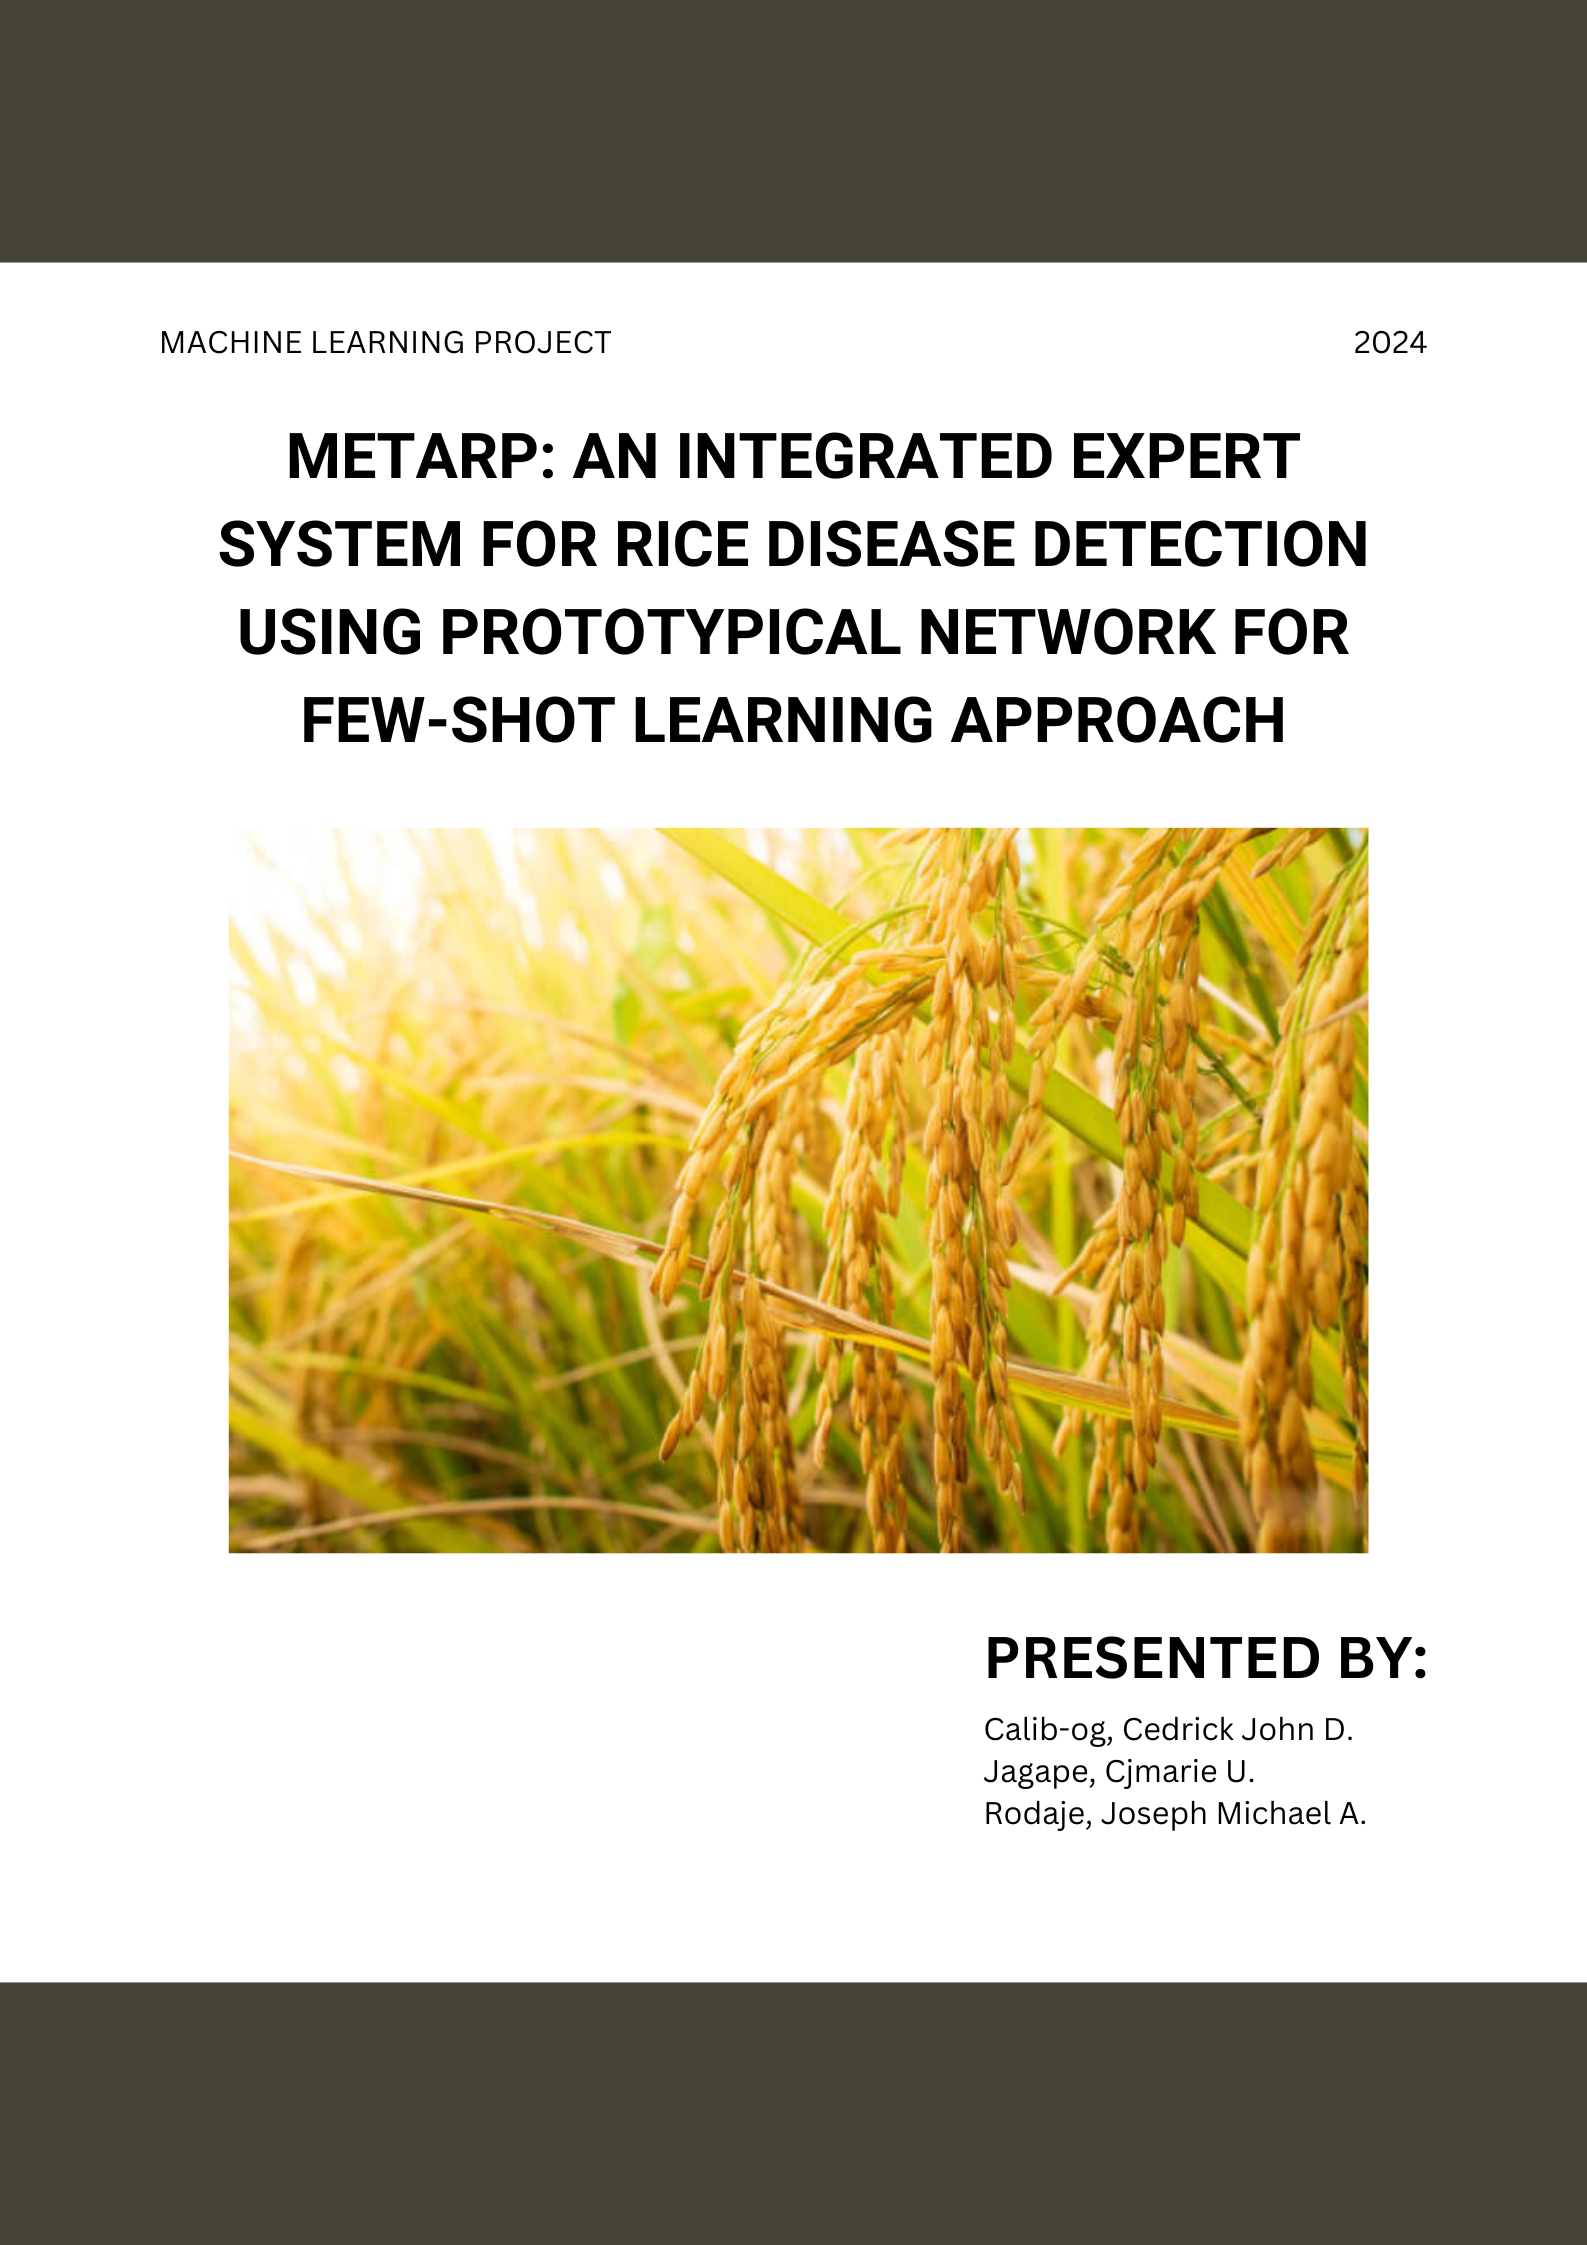 MACHINE LEARNING PROJECT 2024
METARP: AN INTEGRATED EXPERT
SYSTEM FOR RICE DISEASE DETECTION
USING PROTOTYPICAL NETWORK FOR
FEW-SHOT LEARNING APPROACH
PRESENTED BY:
Calib-og, Cedrick John D.
Jagape, Cjmarie U.
Rodaje, Joseph Michael A.